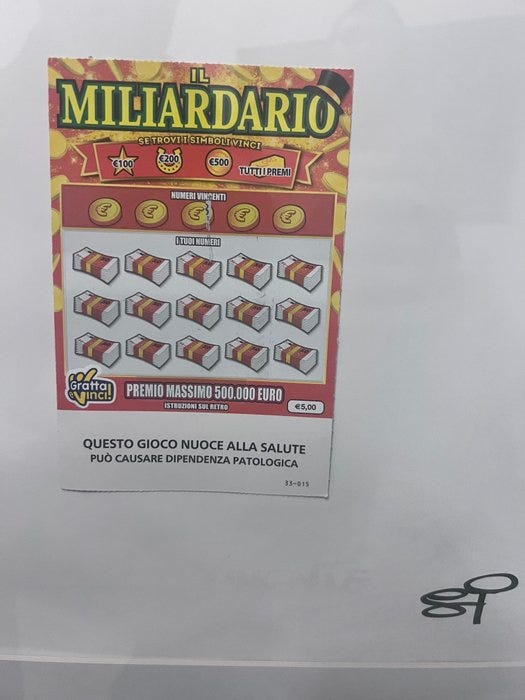 IL
MILIARDARIO
SE TROVI I SIMBOLI VINCI
€100 €200 €500 TUTTI I PREMI
NUMERI VINCENTI
€ € € € €
I TUOI NUMERI
Gratta e Vinci!
PREMIO MASSIMO 500.000 EURO
ISTRUZIONI SUL RETRO
€5,00
QUESTO GIOCO NUOCE ALLA SALUTE
PUÒ CAUSARE DIPENDENZA PATOLOGICA
33-015